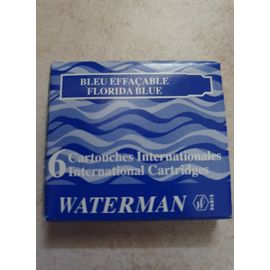 BLEU EFFAÇABLE
FLORIDA BLUE
6 Cartouches Internationales
International Cartridges
WATERMAN
PARIS